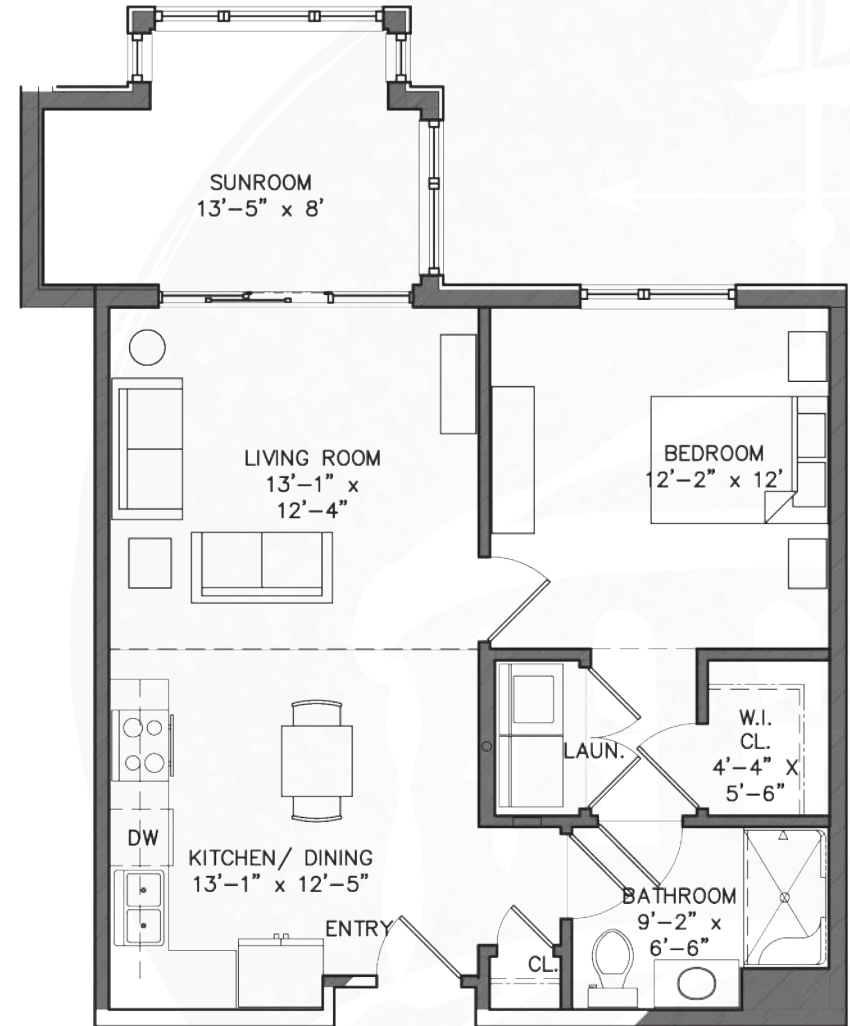 SUNROOM
13'-5" x 8'
LIVING ROOM
13'-1" x
12'-4"
BEDROOM
12'-2" x 12'
LAUN.
W.I.
CL.
4'-4" X
5'-6"
DW
KITCHEN/ DINING
13'-1" x 12'-5"
ENTRY
CL.
BATHROOM
9'-2" x
6'-6"